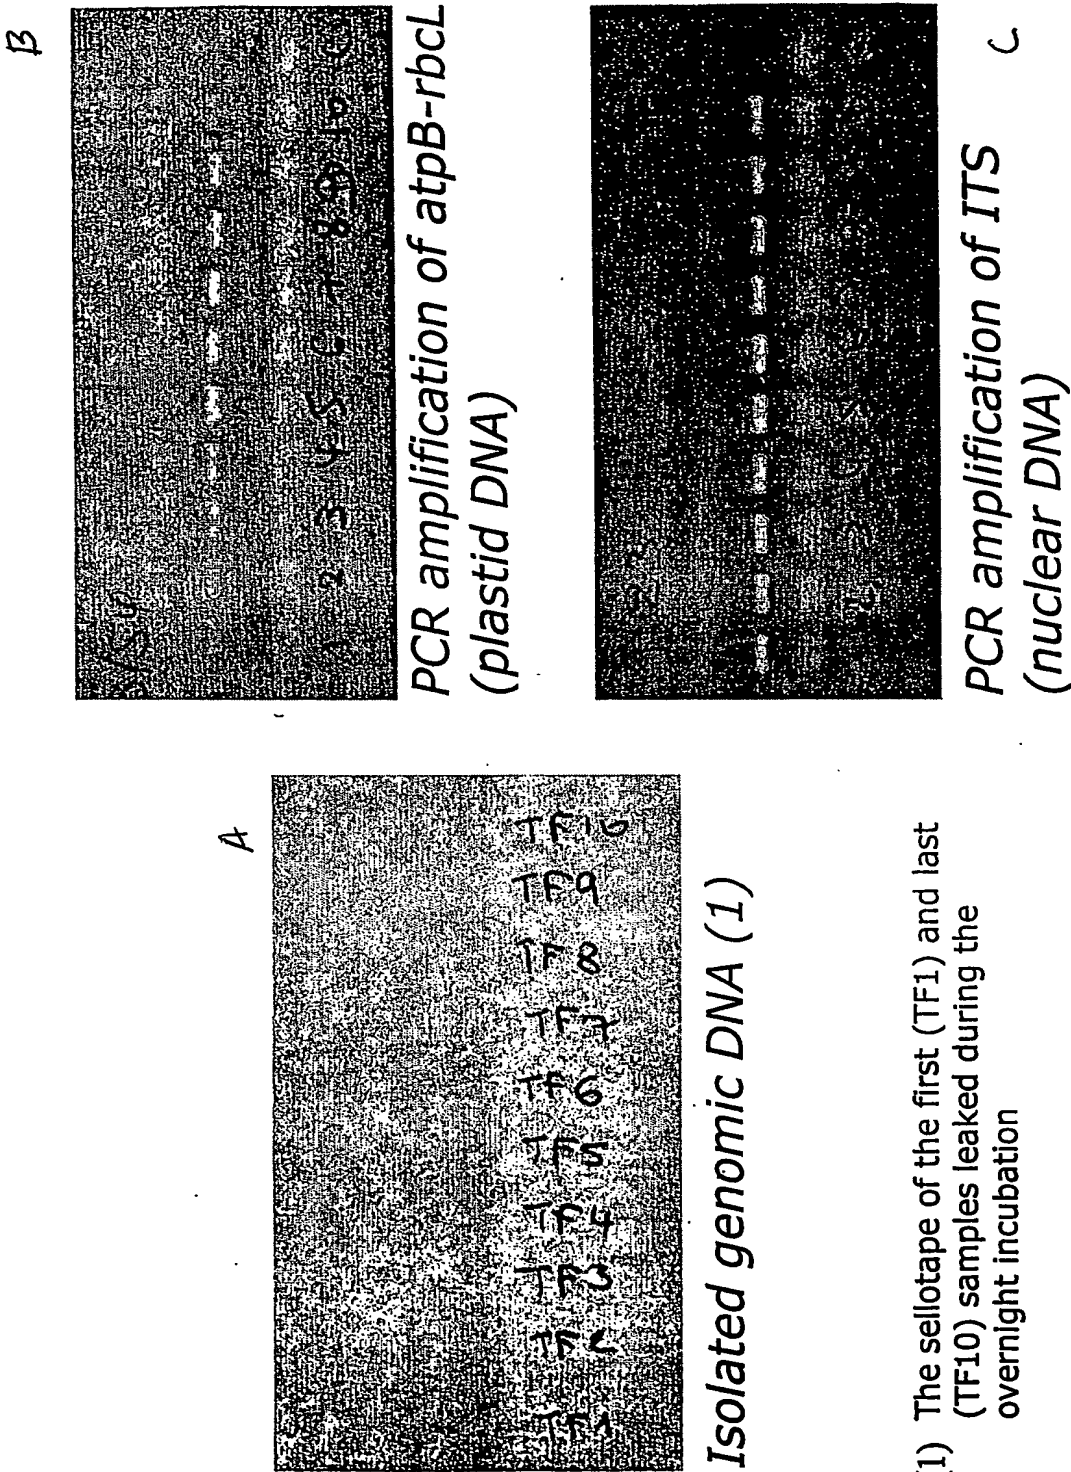 A
TF1 TF2 TF3 TF4 TF5 TF6 TF7 TF8 TF9 TF10
Isolated genomic DNA (1)
(1) The sellotape of the first (TF1) and last
(TF10) samples leaked during the
overnight incubation
B
1 2 3 4 5 6 7 8 9 10
PCR amplification of atpB-rbcL
(plastid DNA)
C
PCR amplification of ITS
(nuclear DNA)